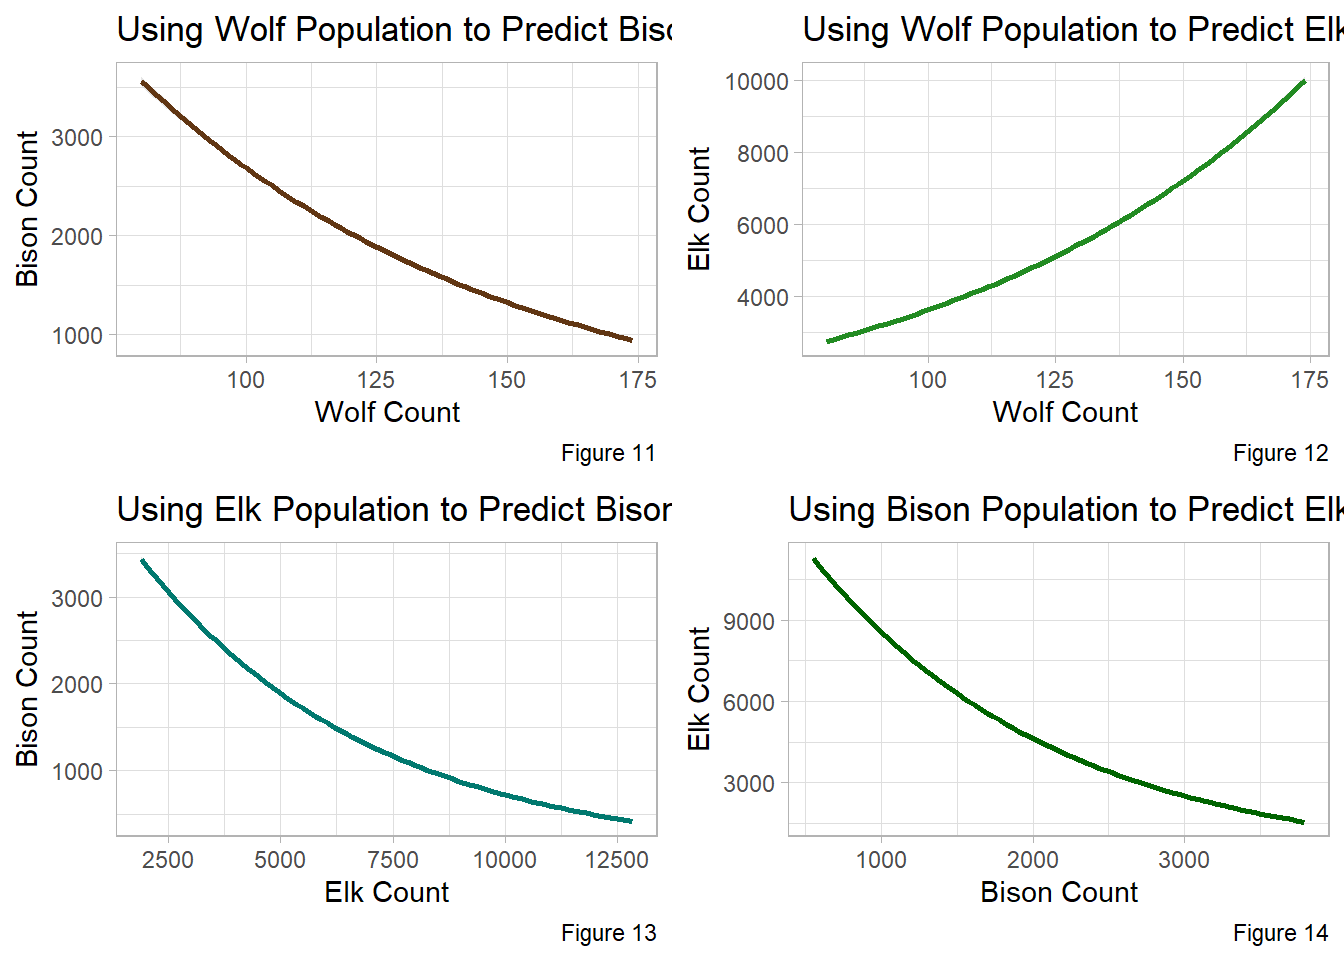 Using Wolf Population to Predict
3000
2000
1000
Bison Count
100 125 150 175
Wolf Count
Figure 11
Using Wolf Population to Predict Elk
10000
8000
6000
4000
Elk Count
100 125 150 175
Wolf Count
Figure 12
Using Elk Population to Predict Bison
3000
2000
1000
Bison Count
2500 5000 7500 10000 12500
Elk Count
Figure 13
Using Bison Population to Predict Elk
9000
6000
3000
Elk Count
1000 2000 3000
Bison Count
Figure 14